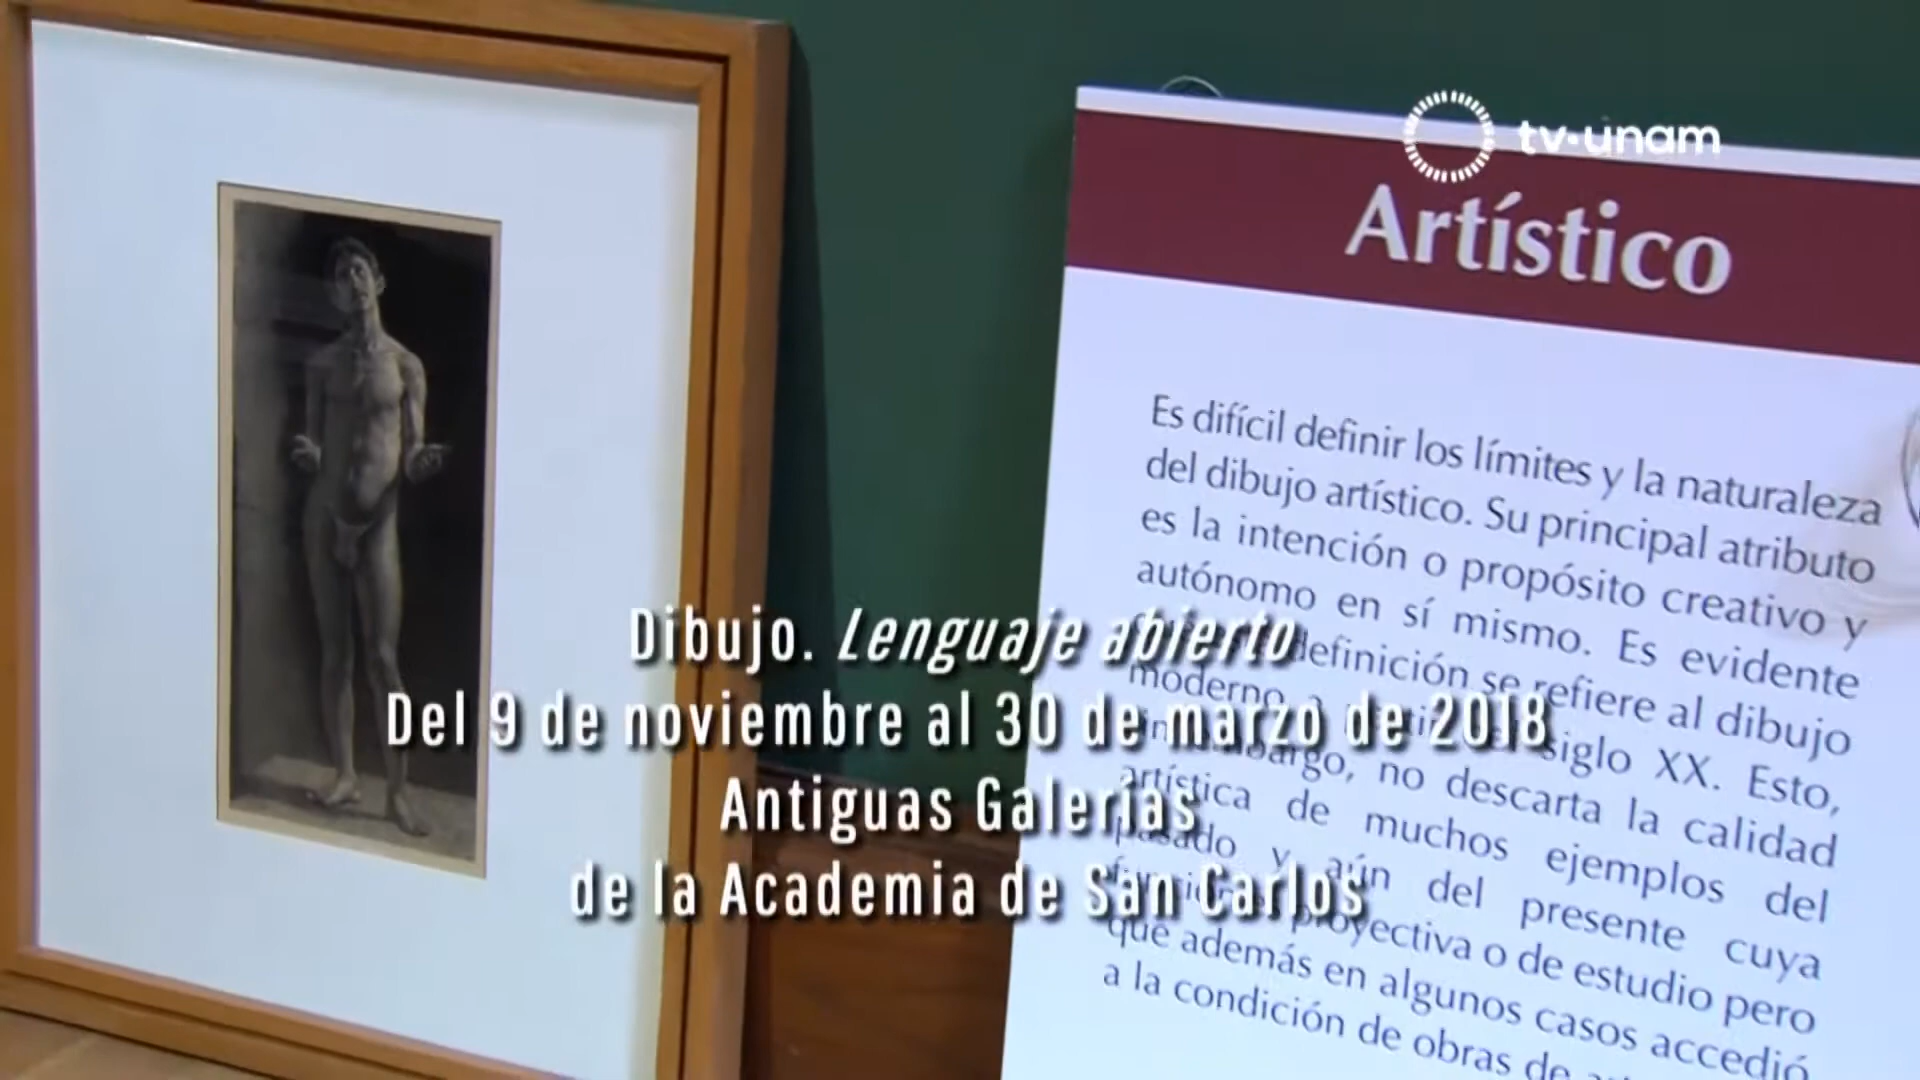 tv·unam
Artístico
Es difícil definir los límites y la naturaleza
del dibujo artístico. Su principal atributo
es la intención o propósito creativo y
autónomo en sí mismo. Es evidente
definición se refiere al dibujo
moderno a siglo XX. Esto,
embargo, no descarta la calidad
artística de muchos ejemplos del
pasado y aún del presente cuya
proyectiva o de estudio pero
que además en algunos casos accedió
a la condición de obras de
Dibujo. Lenguaje abierto
Del 9 de noviembre al 30 de marzo de 2018
Antiguas Galerías
de la Academia de San Carlos